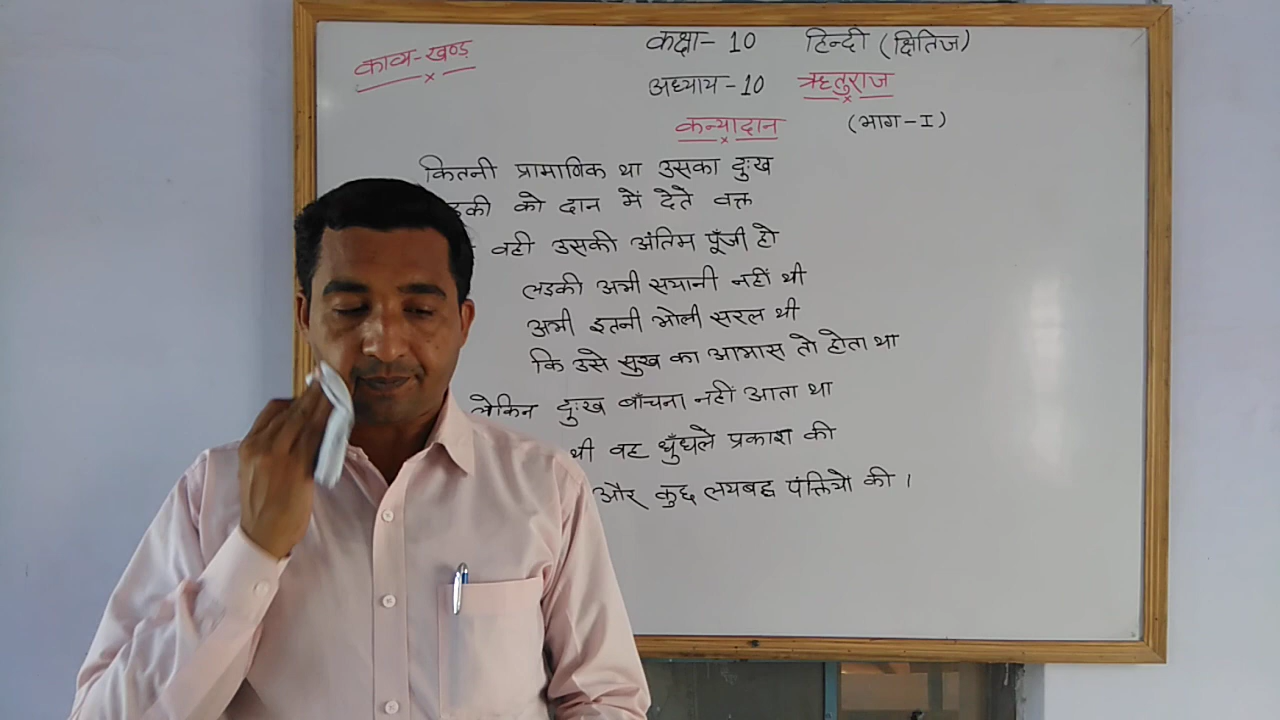 काव्य-खण्ड
कक्षा-10 हिन्दी (क्षितिज)
अध्याय-10 ऋतुराज
कन्यादान (भाग-I)
कितनी प्रामाणिक था उसका दुःख
को दान में देते वक्त
वही उसकी अंतिम पूँजी हो
लडकी अभी सयानी नहीं थी
अभी इतनी भोली सरल थी
कि उसे सुख का आभास तो होता था
लेकिन दुःख बाँचना नहीं आता था
थी वह धुँधले प्रकाश की
और कुछ लयबद्ध पंक्तियो की ।